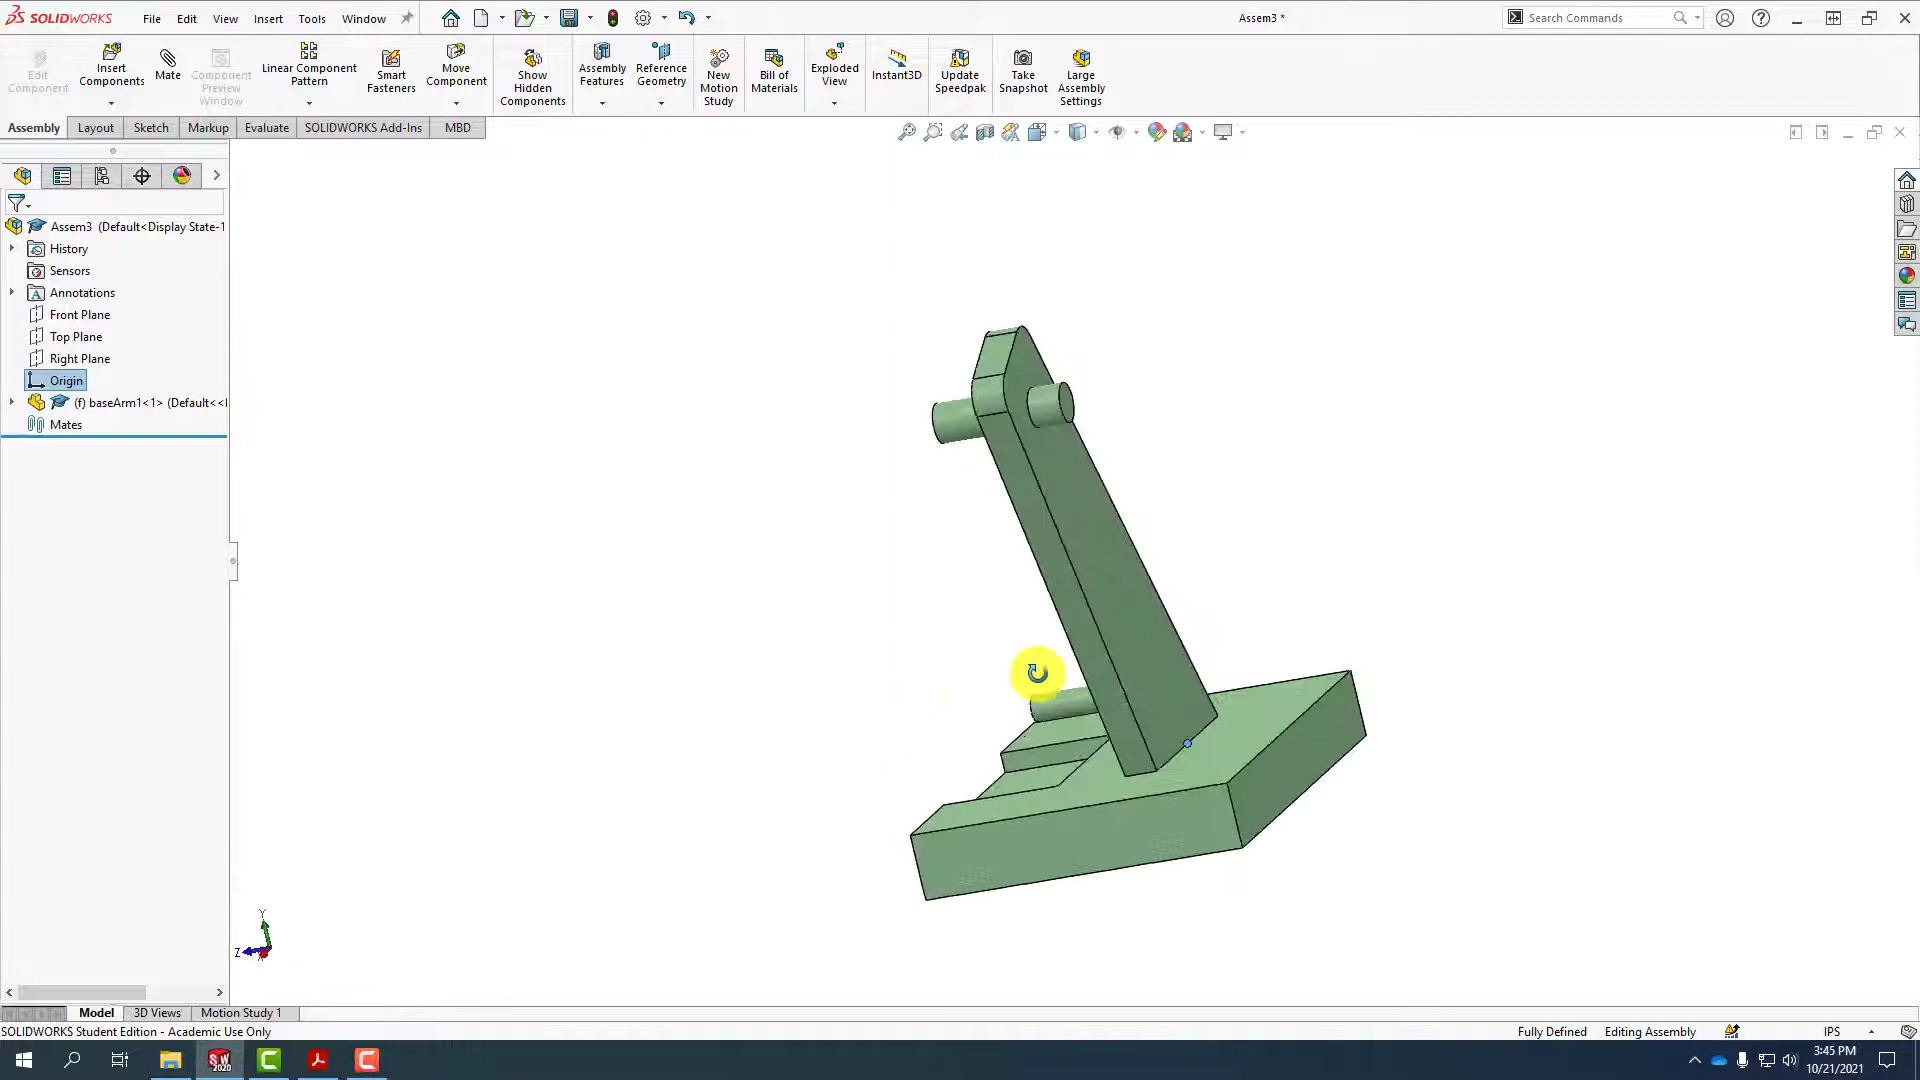 SOLIDWORKS
File
Edit
View
Insert
Tools
Window
Assem3 *
Search Commands
Edit
Component
Insert
Components
Mate
Component
Preview
Window
Linear Component
Pattern
Smart
Fasteners
Move
Component
Show
Hidden
Components
Assembly
Features
Reference
Geometry
New
Motion
Study
Bill of
Materials
Exploded
View
Instant3D
Update
Speedpak
Take
Snapshot
Large
Assembly
Settings
Assembly
Layout
Sketch
Markup
Evaluate
SOLIDWORKS Add-Ins
MBD
Assem3 (Default<Display State-1
History
Sensors
Annotations
Front Plane
Top Plane
Right Plane
Origin
(f) baseArm1<1> (Default<<
Mates
Y
Z
Model
3D Views
Motion Study 1
SOLIDWORKS Student Edition - Academic Use Only
Fully Defined
Editing Assembly
IPS
SW
2020
3:45 PM
10/21/2021